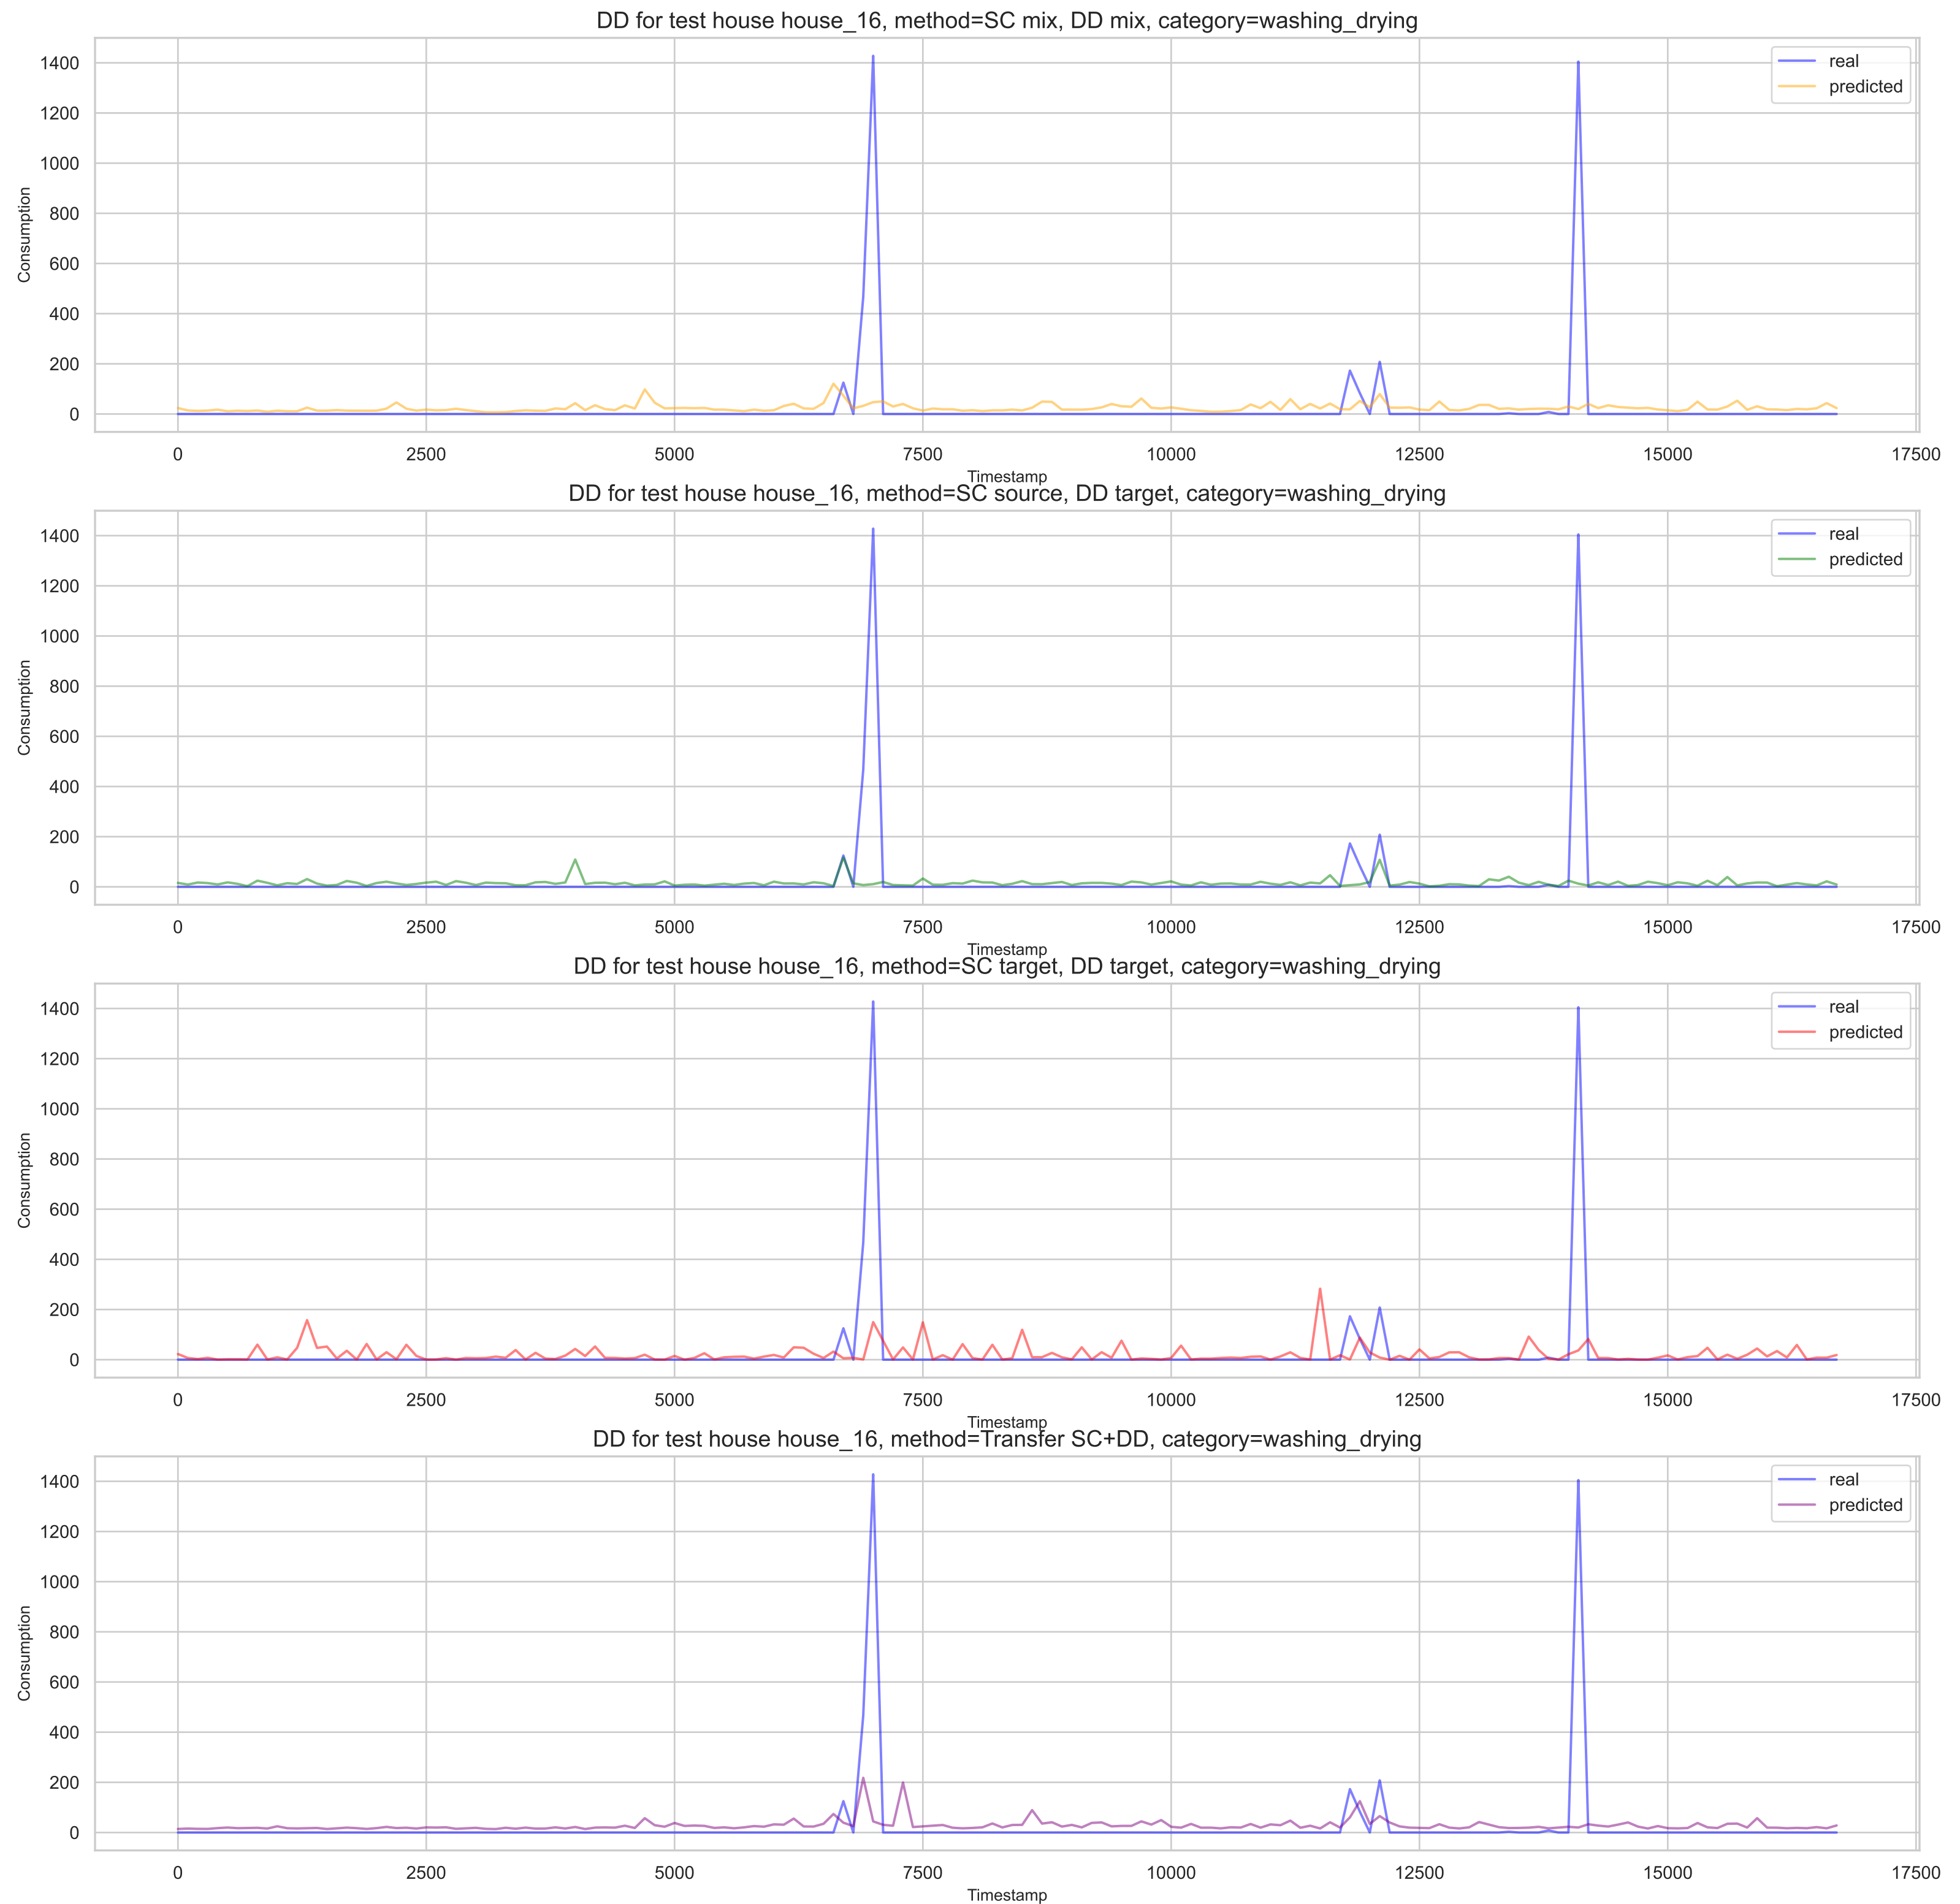 DD for test house house_16, method=SC mix, DD mix, category=washing_drying
1400
1200
1000
800
600
400
200
0
Consumption
real
predicted
0 2500 5000 7500 10000 12500 15000 17500
Timestamp
DD for test house house_16, method=SC source, DD target, category=washing_drying
1400
1200
1000
800
600
400
200
0
Consumption
real
predicted
0 2500 5000 7500 10000 12500 15000 17500
Timestamp
DD for test house house_16, method=SC target, DD target, category=washing_drying
1400
1200
1000
800
600
400
200
0
Consumption
real
predicted
0 2500 5000 7500 10000 12500 15000 17500
Timestamp
DD for test house house_16, method=Transfer SC+DD, category=washing_drying
1400
1200
1000
800
600
400
200
0
Consumption
real
predicted
0 2500 5000 7500 10000 12500 15000 17500
Timestamp